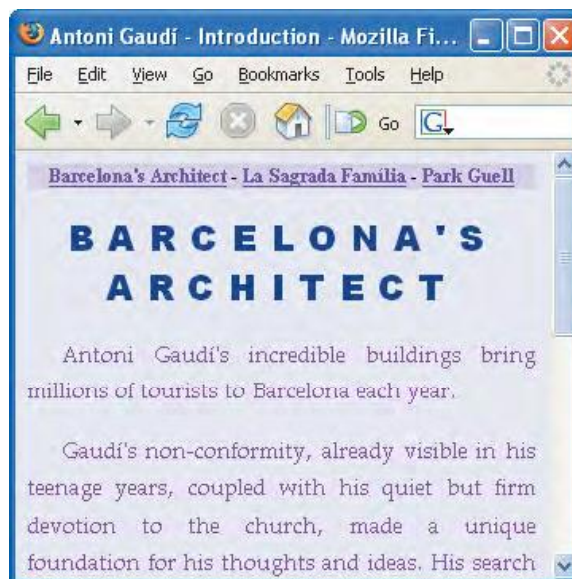 Antoni Gaudí - Introduction - Mozilla Fi...
File Edit View Go Bookmarks Tools Help
Go G
Barcelona's Architect - La Sagrada Família - Park Guell
BARCELONA'S
ARCHITECT
Antoni Gaudí's incredible buildings bring
millions of tourists to Barcelona each year.
Gaudí's non-conformity, already visible in his
teenage years, coupled with his quiet but firm
devotion to the church, made a unique
foundation for his thoughts and ideas. His search